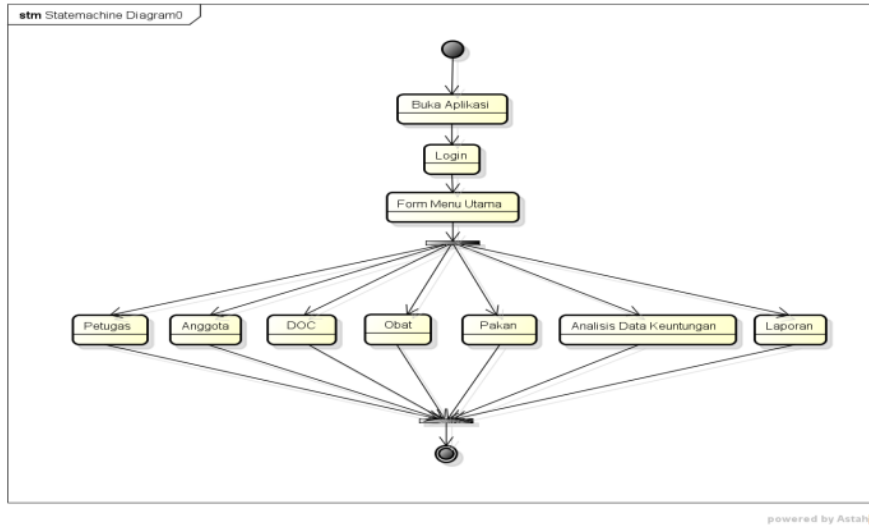 stm Statemachine Diagram0
Buka Aplikasi
Login
Form Menu Utama
Petugas
Anggota
DOC
Obat
Pakan
Analisis Data Keuntungan
Laporan
powered by Astah